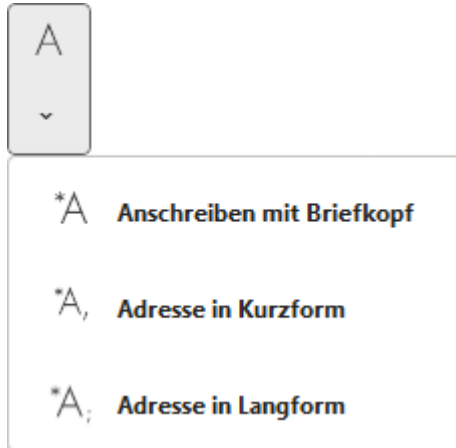 A
*A Anschreiben mit Briefkopf
*A, Adresse in Kurzform
*A; Adresse in Langform